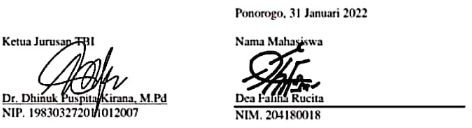 Ponorogo, 31 Januari 2022
Ketua Jurusan TBI
Nama Mahasiswa
Dr. Dhinuk Puspita Kirana, M.Pd
Dea Faliha Rucita
NIP. 198303272011012007
NIM. 204180018